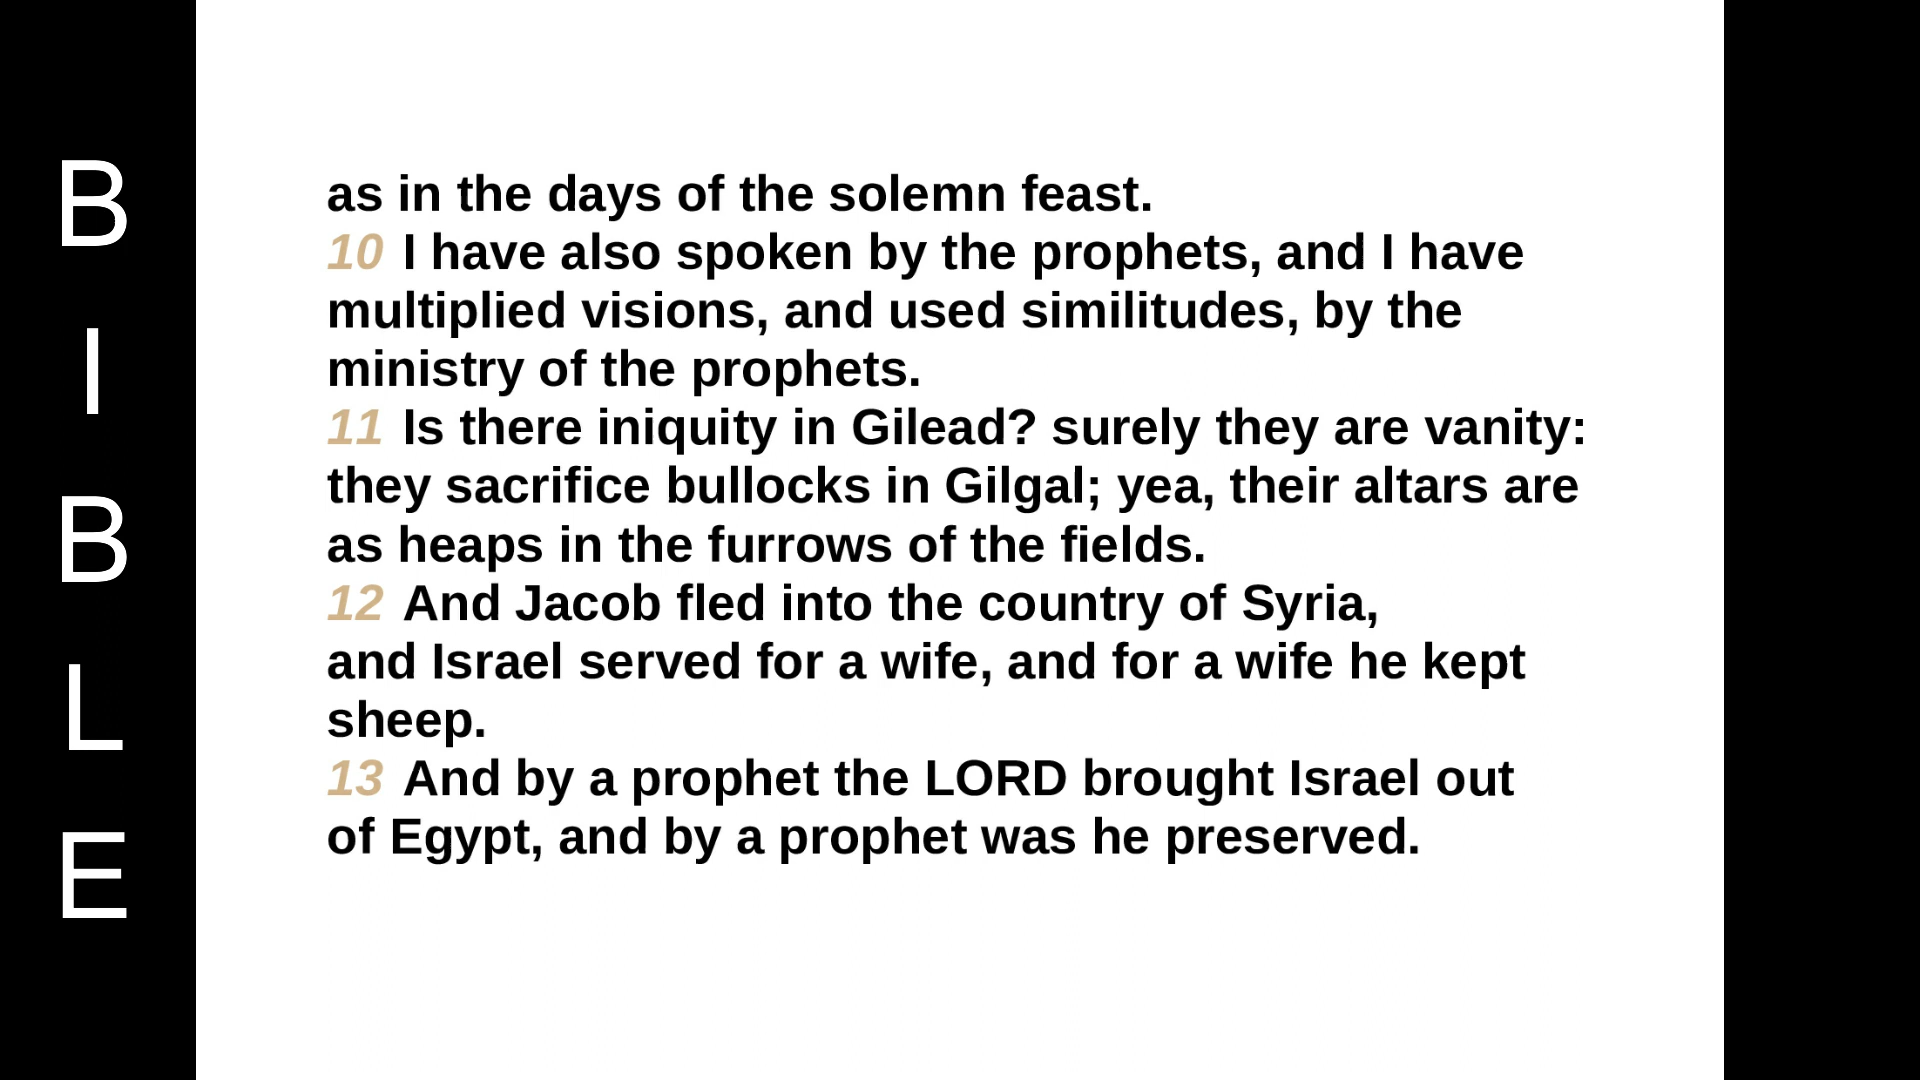 B
I
B
L
E
as in the days of the solemn feast.
10 I have also spoken by the prophets, and I have
multiplied visions, and used similitudes, by the
ministry of the prophets.
11 Is there iniquity in Gilead? surely they are vanity:
they sacrifice bullocks in Gilgal; yea, their altars are
as heaps in the furrows of the fields.
12 And Jacob fled into the country of Syria,
and Israel served for a wife, and for a wife he kept
sheep.
13 And by a prophet the LORD brought Israel out
of Egypt, and by a prophet was he preserved.